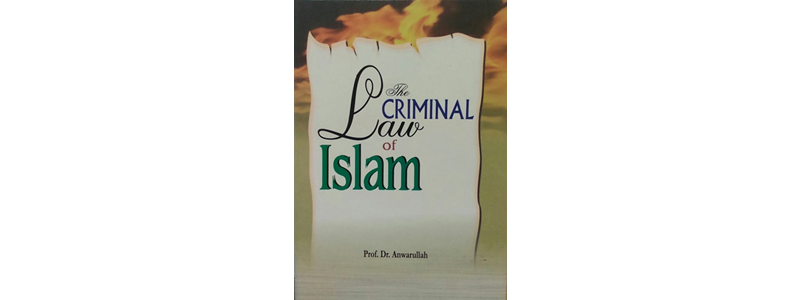 The
CRIMINAL
Law
of
Islam
Prof. Dr. Anwarullah